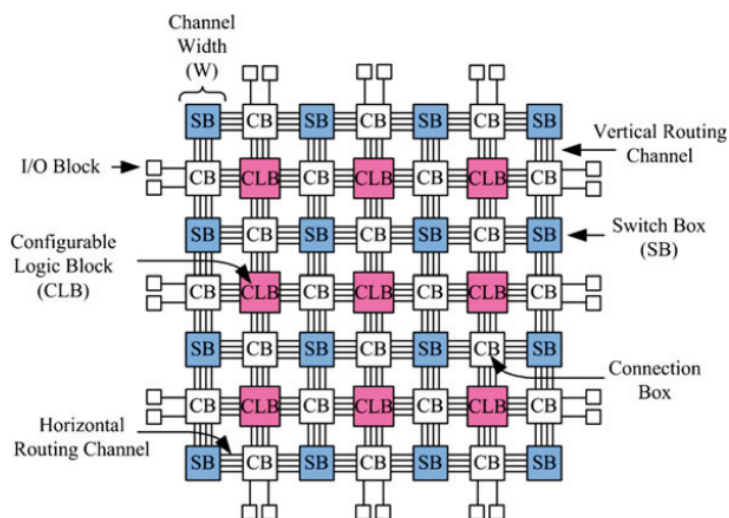 Channel
Width
(W)
SB CB SB CB SB CB SB
Vertical Routing
Channel
I/O Block
CB CLB CB CLB CB CLB CB
SB CB SB CB SB CB SB
Switch Box
(SB)
Configurable
Logic Block
(CLB)
CB CLB CB CLB CB CLB CB
SB CB SB CB SB CB SB
Connection
Box
CB CLB CB CLB CB CLB CB
Horizontal
Routing Channel
SB CB SB CB SB CB SB